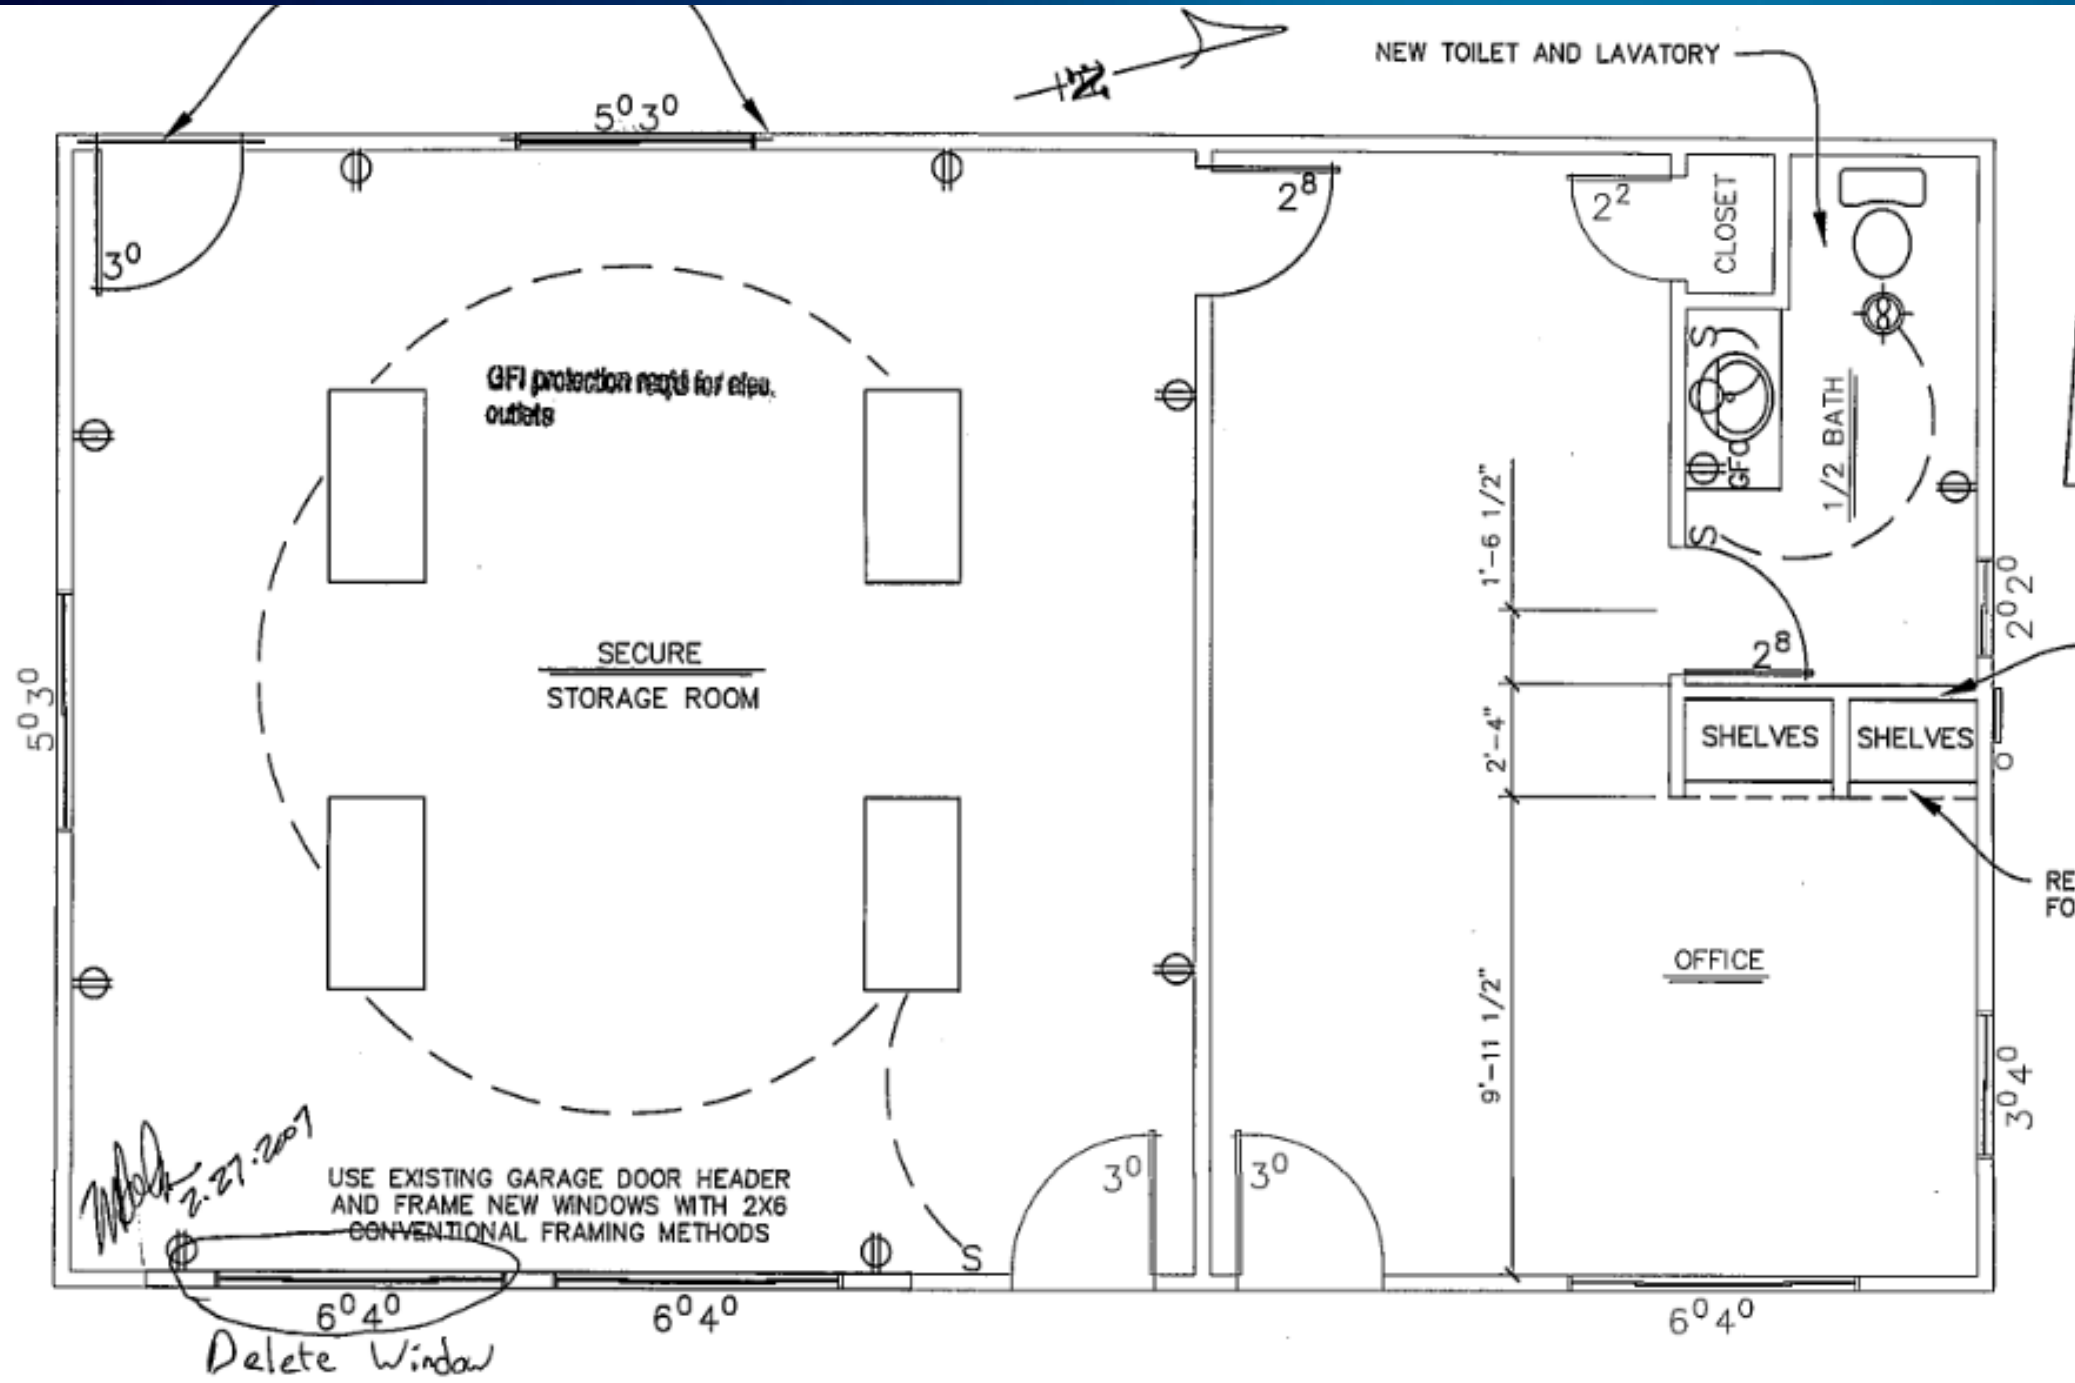 NEW TOILET AND LAVATORY
N
5⁰3⁰
3⁰
2⁸
2²
CLOSET
GFI protection req'd for elec.
outlets
S
GFCI
1/2 BATH
S
1'-6 1/2"
2⁰2⁰
2⁸
SECURE
STORAGE ROOM
5⁰3⁰
2'-4"
SHELVES
SHELVES
RE
FO
OFFICE
9'-11 1/2"
3⁰4⁰
3⁰
3⁰
2.27.2007
USE EXISTING GARAGE DOOR HEADER
AND FRAME NEW WINDOWS WITH 2X6
CONVENTIONAL FRAMING METHODS
S
6⁰4⁰
6⁰4⁰
6⁰4⁰
Delete Window